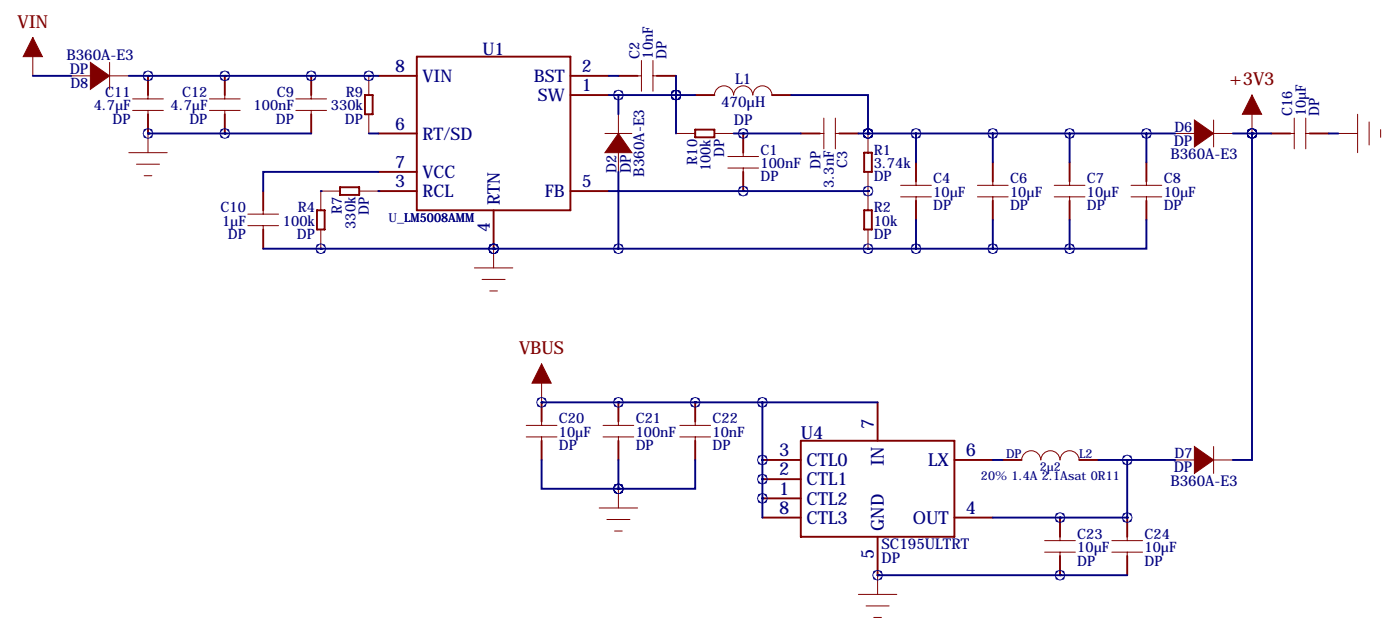 VIN
B360A-E3
DP
D8
C11
4.7µF
DP
C12
4.7µF
DP
C9
100nF
DP
R9
330k
DP
U1
8
VIN
6
RT/SD
7
VCC
3
RCL
RTN
4
BST
2
SW
1
FB
5
U_LM5008AMM
C10
1µF
DP
R4
100k
DP
R7
330k
DP
C2
10nF
DP
D2
DP
B360A-E3
L1
470µH
DP
R10
100k
DP
C1
100nF
DP
DP
3.3nF
C3
R1
3.74k
DP
R2
10k
DP
C4
10µF
DP
C6
10µF
DP
C7
10µF
DP
C8
10µF
DP
D6
DP
B360A-E3
+3V3
C16
10µF
DP
VBUS
C20
10µF
DP
C21
100nF
DP
C22
10nF
DP
U4
3
CTL0
2
CTL1
1
CTL2
8
CTL3
7
IN
GND
5
LX
6
OUT
4
SC195ULTRT
DP
DP
L2
2µ2
20% 1.4A 2.1Asat 0R11
D7
DP
B360A-E3
C23
10µF
DP
C24
10µF
DP